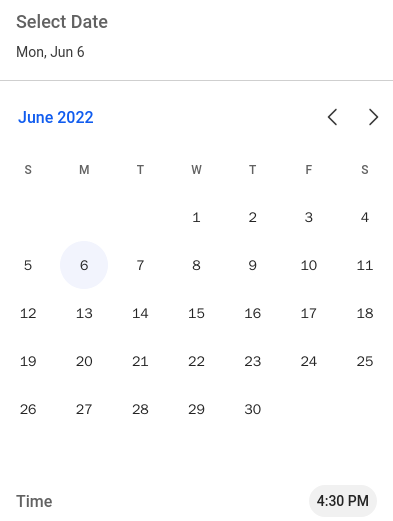 Select Date
Mon, Jun 6
June 2022
S M T W T F S
1 2 3 4
5 6 7 8 9 10 11
12 13 14 15 16 17 18
19 20 21 22 23 24 25
26 27 28 29 30
Time 4:30 PM